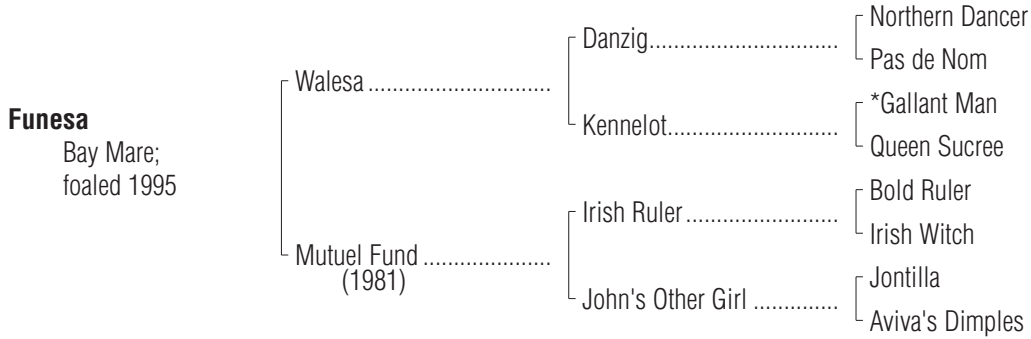 Funesa
Bay Mare;
foaled 1995
Walesa ..............................
Mutuel Fund .....................
(1981)
Danzig...............................
Kennelot............................
Irish Ruler.........................
John's Other Girl ..............
Northern Dancer
Pas de Nom
*Gallant Man
Queen Sucree
Bold Ruler
Irish Witch
Jontilla
Aviva's Dimples